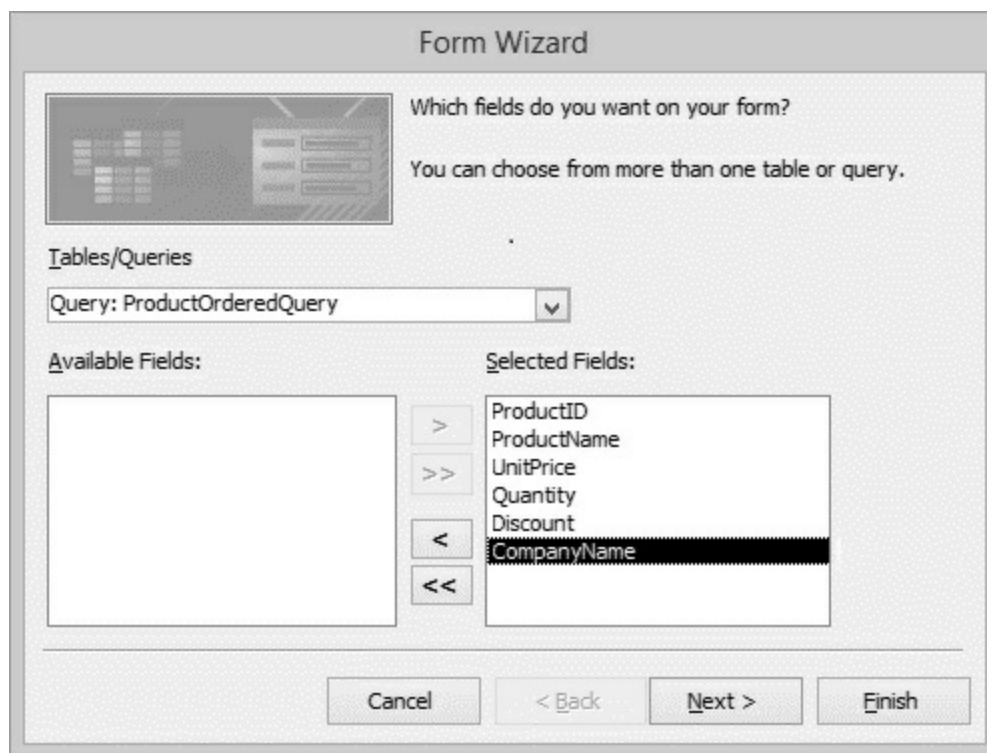 Form Wizard
Which fields do you want on your form?
You can choose from more than one table or query.
Tables/Queries
Query: ProductOrderedQuery
Available Fields:
Selected Fields:
>
>>
<
<<
ProductID
ProductName
UnitPrice
Quantity
Discount
CompanyName
Cancel
< Back
Next >
Finish